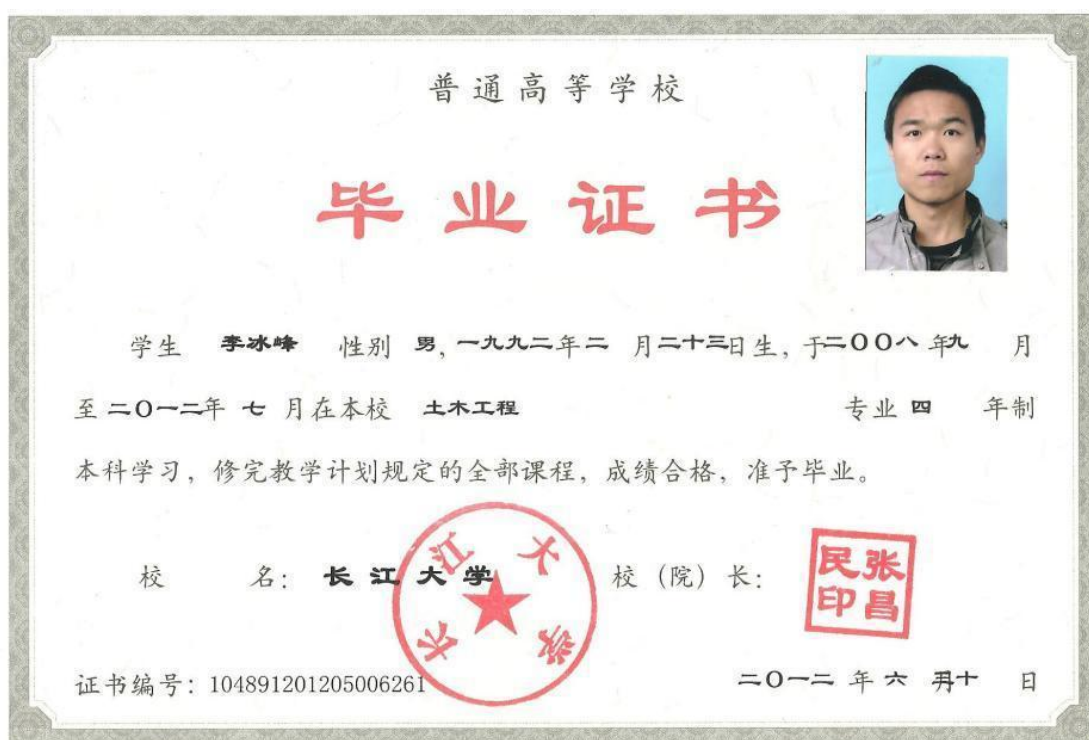 普通高等学校
毕业证书
学生 李冰峰 性别 男, 一九九二年二 月二十三日生, 于二〇〇八年九 月
至二〇一二年 七 月在本校 土木工程 专业 四 年制
本科学习, 修完教学计划规定的全部课程, 成绩合格, 准予毕业。
校 名: 长江大学 校（院）长:
长江大学
张昌民印
证书编号: 104891201205006261
二〇一二 年 六 月十 日